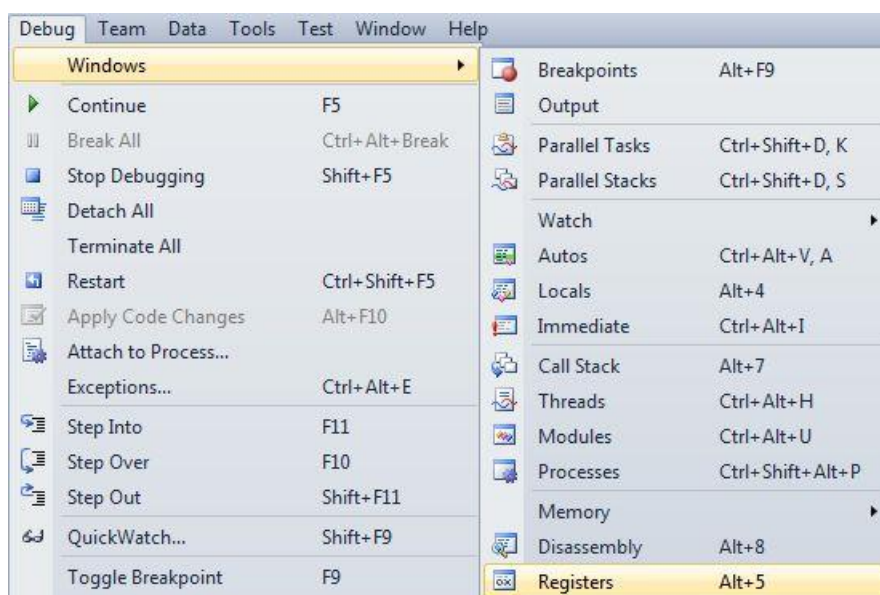 Debug Team Data Tools Test Window Help
Windows
Continue F5
Break All Ctrl+Alt+Break
Stop Debugging Shift+F5
Detach All
Terminate All
Restart Ctrl+Shift+F5
Apply Code Changes Alt+F10
Attach to Process...
Exceptions... Ctrl+Alt+E
Step Into F11
Step Over F10
Step Out Shift+F11
QuickWatch... Shift+F9
Toggle Breakpoint F9
Breakpoints Alt+F9
Output
Parallel Tasks Ctrl+Shift+D, K
Parallel Stacks Ctrl+Shift+D, S
Watch
Autos Ctrl+Alt+V, A
Locals Alt+4
Immediate Ctrl+Alt+I
Call Stack Alt+7
Threads Ctrl+Alt+H
Modules Ctrl+Alt+U
Processes Ctrl+Shift+Alt+P
Memory
Disassembly Alt+8
Registers Alt+5